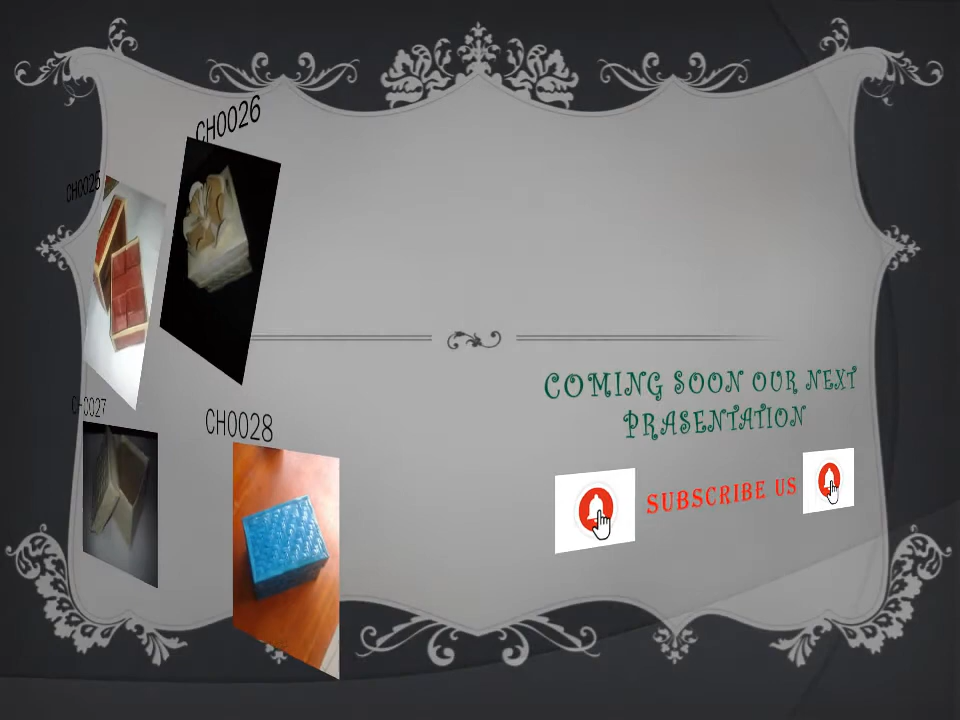 CH0026
CH0025
CH0027
CH0028
COMING SOON OUR NEXT
PRASENTATION
SUBSCRIBE US